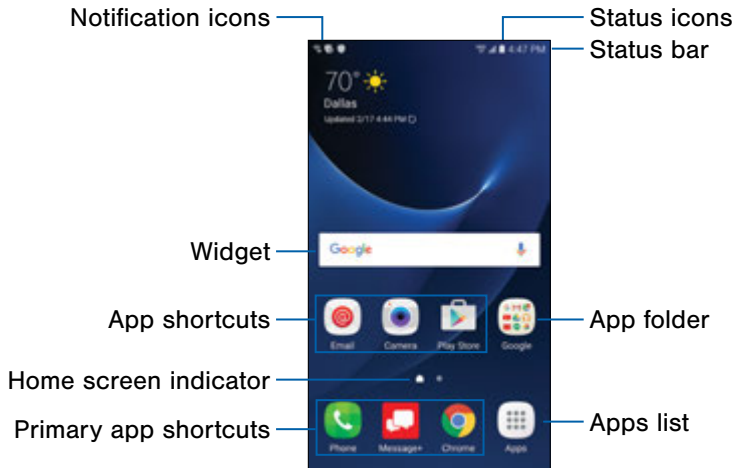 Notification icons
Status icons
4:47 PM
Status bar
70°
Dallas
Updated 2/17 4:44 PM
Widget
Google
App shortcuts
Email
Camera
Play Store
Google
App folder
Home screen indicator
Primary app shortcuts
Phone
Message+
Chrome
Apps
Apps list